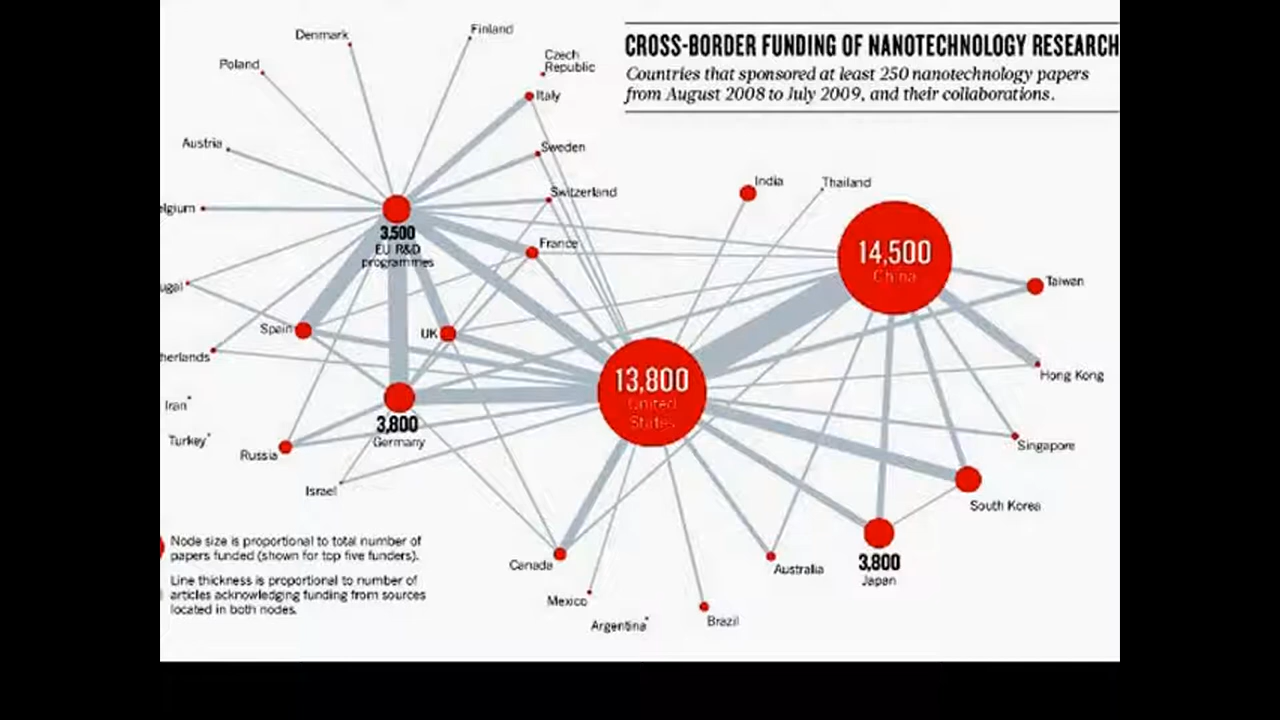 CROSS-BORDER FUNDING OF NANOTECHNOLOGY RESEARCH
Countries that sponsored at least 250 nanotechnology papers
from August 2008 to July 2009, and their collaborations.
Denmark
Finland
Poland
Czech
Republic
Italy
Austria
Sweden
Switzerland
India
Thailand
elgium
3,500
EU R&D
programmes
France
14,500
China
Taiwan
ugal
Spain
UK
herlands
13,800
United
States
Hong Kong
Iran
3,800
Germany
Turkey
Russia
Singapore
Israel
South Korea
Node size is proportional to total number of
papers funded (shown for top five funders).
Line thickness is proportional to number of
articles acknowledging funding from sources
located in both nodes.
Canada
Australia
3,800
Japan
Mexico
Argentina
Brazil